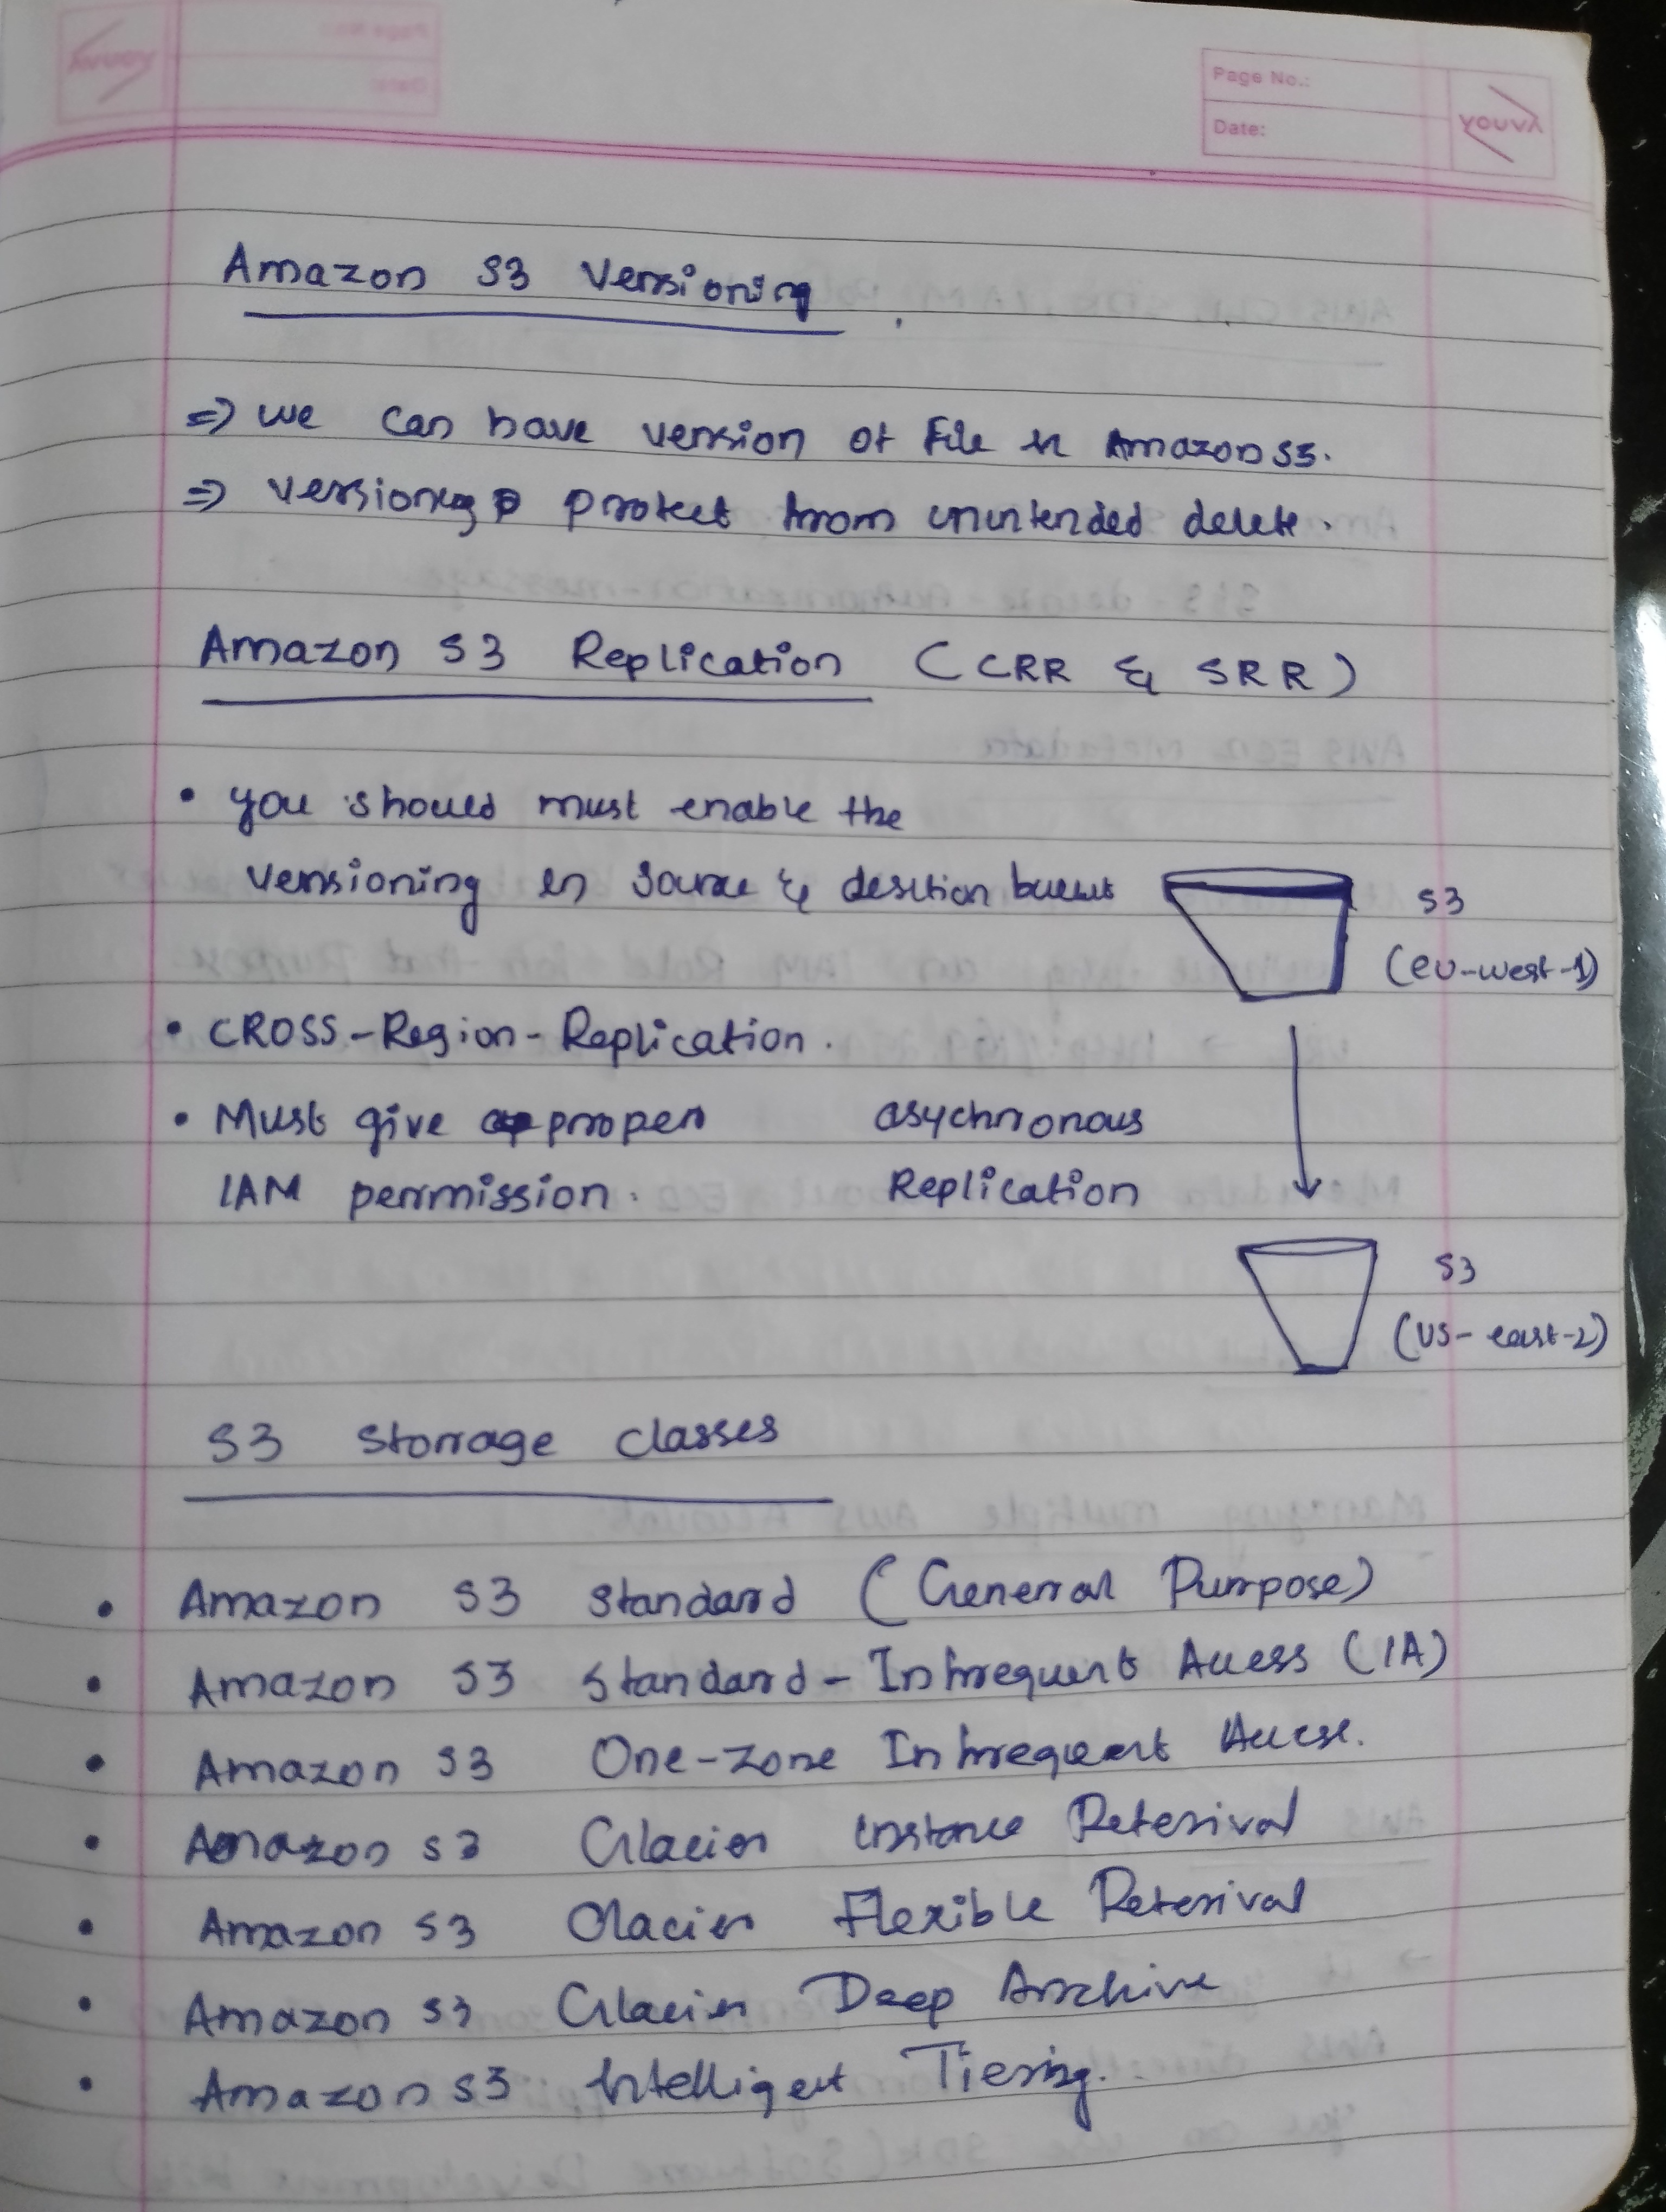 Page No.:
Date:
YOUVA
Amazon S3 Versioning
⇒ we can have version of file in Amazon S3.
⇒ versioning protect from unintended delete.
Amazon S3 Replication (CRR & SRR)
• you should must enable the
versioning in source & desction bucket
S3
(eu-west-1)
• CROSS-Region-Replication.
• Must give proper
IAM permission.
asychronous
Replication
S3
(US-east-2)
S3 Storage classes
• Amazon S3 Standard (General Purpose)
• Amazon S3 Standard - Infrequent Access (IA)
• Amazon S3 One-Zone Infrequent Access.
• Amazon S3 Glacier instance Reterival
• Amazon S3 Glacier Flexible Reterival
• Amazon S3 Glacier Deep Archive
• Amazon S3 Intelligent Tiering.